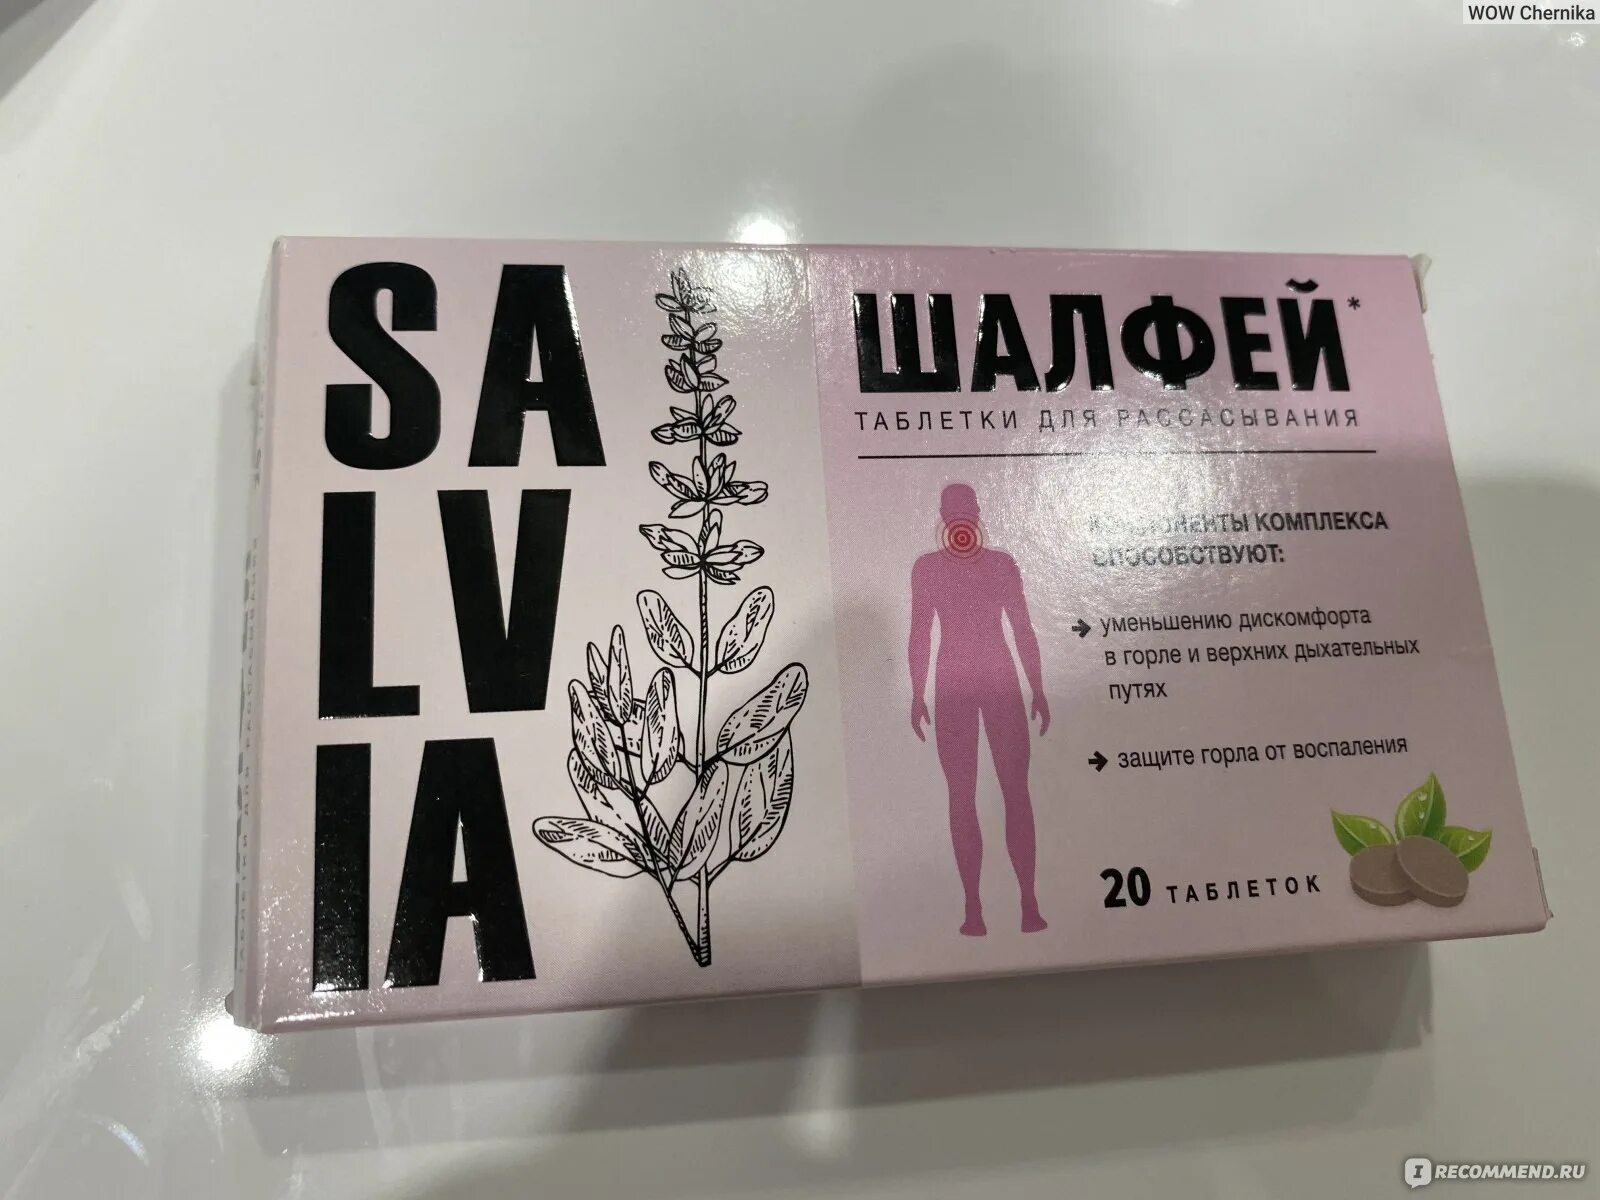 WOW Chernika
SA
LV
IA
ШАЛФЕЙ*
ТАБЛЕТКИ ДЛЯ РАССАСЫВАНИЯ
КОМПОНЕНТЫ КОМПЛЕКСА
СПОСОБСТВУЮТ:
уменьшению дискомфорта
в горле и верхних дыхательных
путях
защите горла от воспаления
20 ТАБЛЕТОК
IRECOMMEND.RU